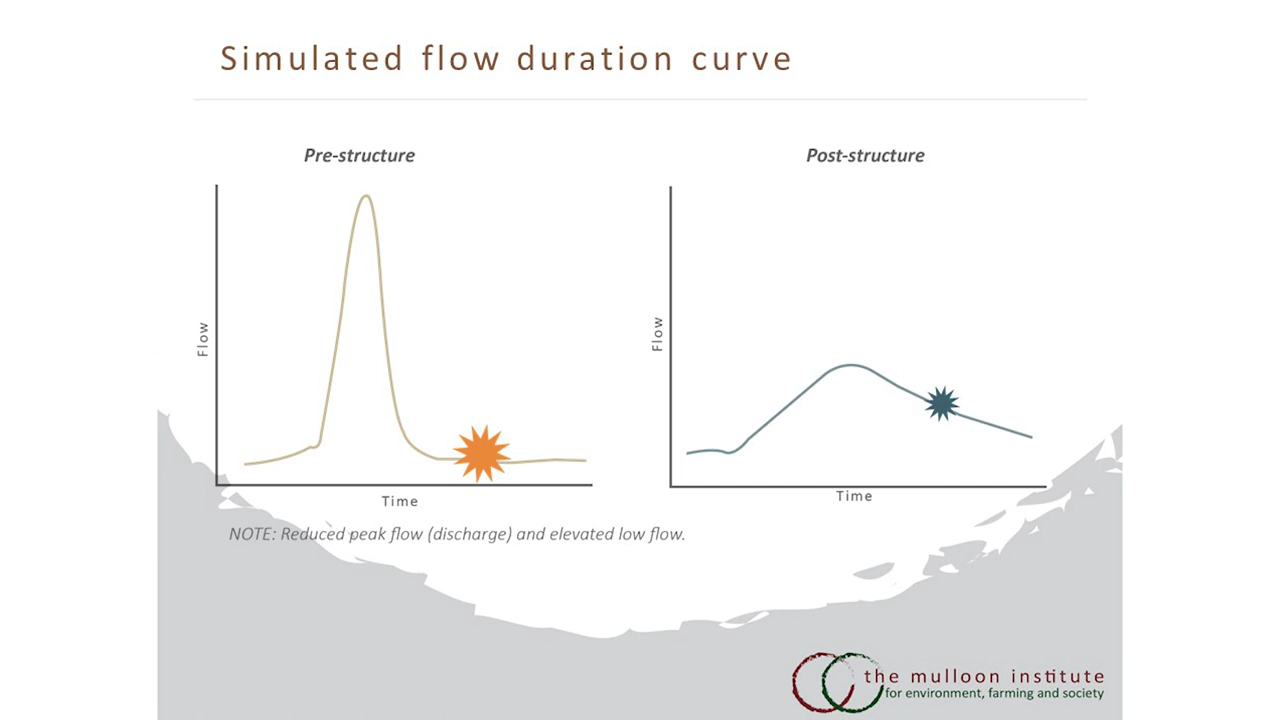 Simulated flow duration curve
Pre-structure
Post-structure
Flow
Flow
Time
Time
NOTE: Reduced peak flow (discharge) and elevated low flow.
the mulloon institute
for environment, farming and society